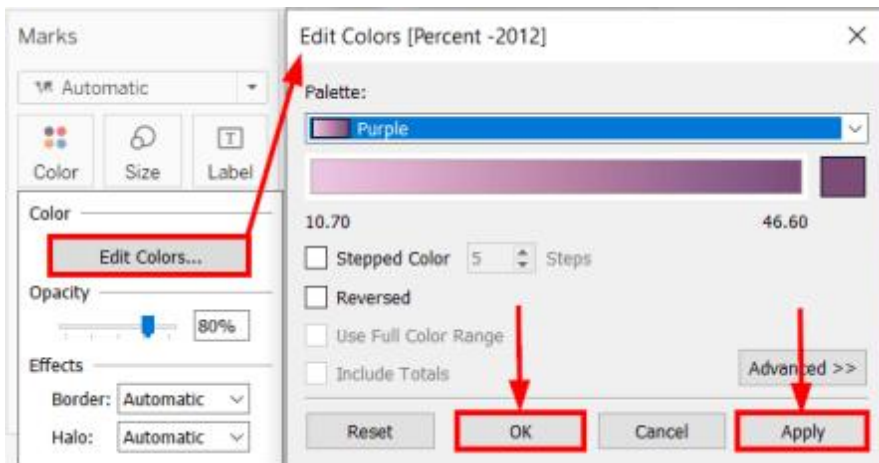 Marks
Automatic
Color Size Label
Color
Edit Colors...
Opacity
80%
Effects
Border: Automatic
Halo: Automatic
Edit Colors [Percent -2012]
Palette:
Purple
10.70 46.60
Stepped Color 5 Steps
Reversed
Use Full Color Range
Include Totals
Advanced >>
Reset OK Cancel Apply